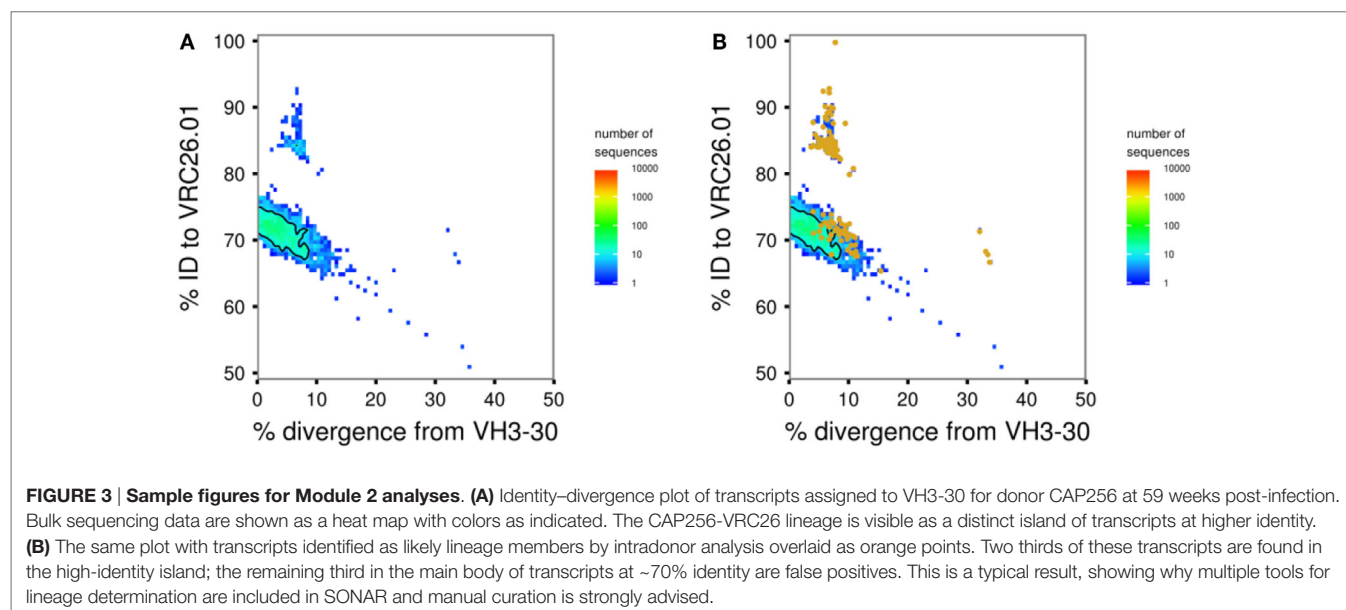 A
100
90
80
70
60
50
% ID to VRC26.01
0 10 20 30 40 50
% divergence from VH3-30
number of
sequences
10000
1000
100
10
1
B
100
90
80
70
60
50
% ID to VRC26.01
0 10 20 30 40 50
% divergence from VH3-30
number of
sequences
10000
1000
100
10
1
FIGURE 3 | Sample figures for Module 2 analyses. (A) Identity–divergence plot of transcripts assigned to VH3-30 for donor CAP256 at 59 weeks post-infection.
Bulk sequencing data are shown as a heat map with colors as indicated. The CAP256-VRC26 lineage is visible as a distinct island of transcripts at higher identity.
(B) The same plot with transcripts identified as likely lineage members by intradonor analysis overlaid as orange points. Two thirds of these transcripts are found in
the high-identity island; the remaining third in the main body of transcripts at ~70% identity are false positives. This is a typical result, showing why multiple tools for
lineage determination are included in SONAR and manual curation is strongly advised.